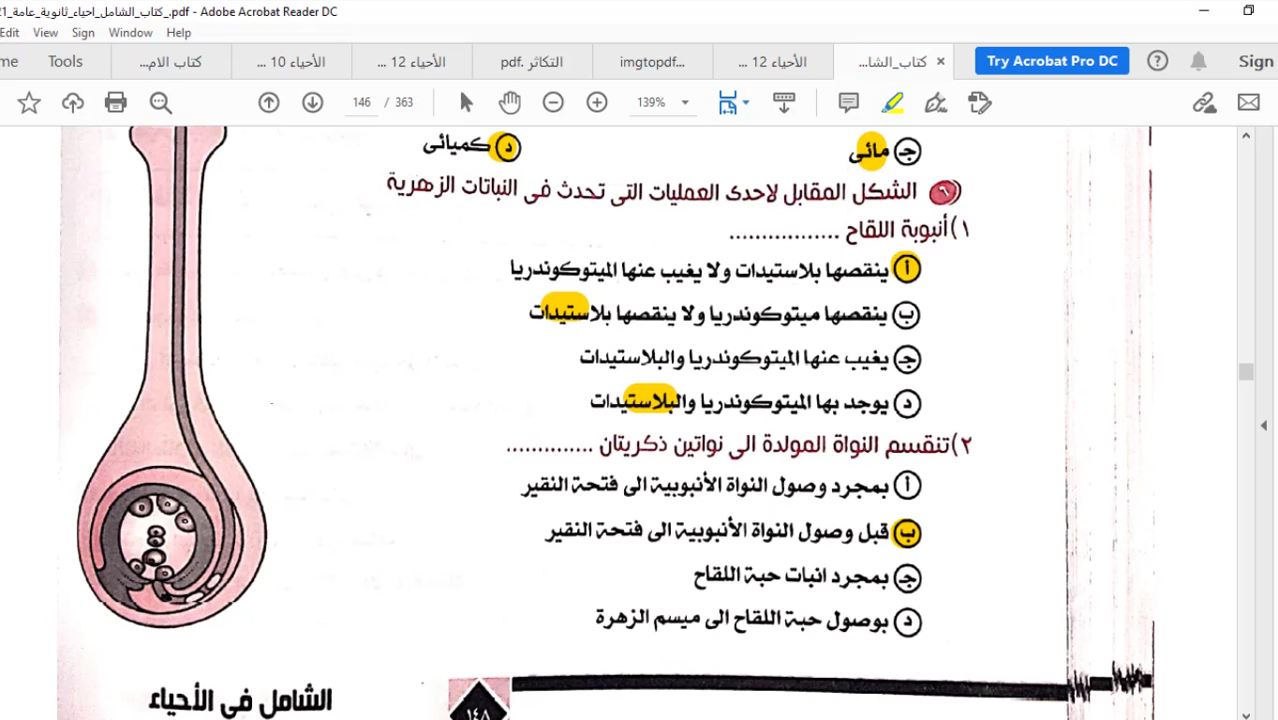 21_كتاب_الشامل_احياء_ثانوية_عامة_.pdf - Adobe Acrobat Reader DC
Edit View Sign Window Help
me Tools كتاب الام... الأحياء 10 ... الأحياء 12 ... التكاثر .pdf imgtopdf... الأحياء 12 ... كتاب_الشا... × Try Acrobat Pro DC ? Sign
146 / 363 139%
جـ مائى
د كميائى
٦ الشكل المقابل لاحدى العمليات التى تحدث فى النباتات الزهرية
١) أنبوبة اللقاح .................
أ ينقصها بلاستيدات ولا يغيب عنها الميتوكوندريا
ب ينقصها ميتوكوندريا ولا ينقصها بلاستيدات
جـ يغيب عنها الميتوكوندريا والبلاستيدات
د يوجد بها الميتوكوندريا والبلاستيدات
٢) تنقسم النواة المولدة الى نواتين ذكريتان ..............
أ بمجرد وصول النواة الأنبوبية الى فتحة النقير
ب قبل وصول النواة الأنبوبية الى فتحة النقير
جـ بمجرد انبات حبة اللقاح
د بوصول حبة اللقاح الى ميسم الزهرة
١٤٨
الشامل فى الأحياء